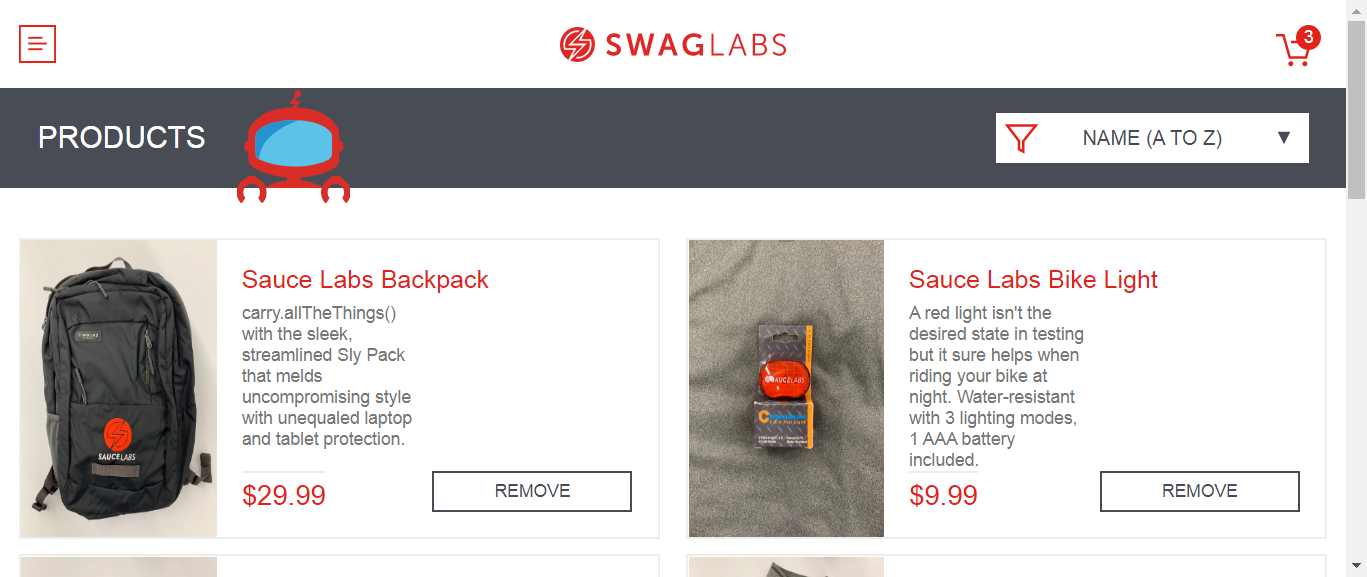 SWAGLABS
3
PRODUCTS
NAME (A TO Z)
Sauce Labs Backpack
carry.allTheThings()
with the sleek,
streamlined Sly Pack
that melds
uncompromising style
with unequaled laptop
and tablet protection.
$29.99
REMOVE
SAUCELABS
Sauce Labs Bike Light
A red light isn't the
desired state in testing
but it sure helps when
riding your bike at
night. Water-resistant
with 3 lighting modes,
1 AAA battery
included.
$9.99
REMOVE
SAUCELABS